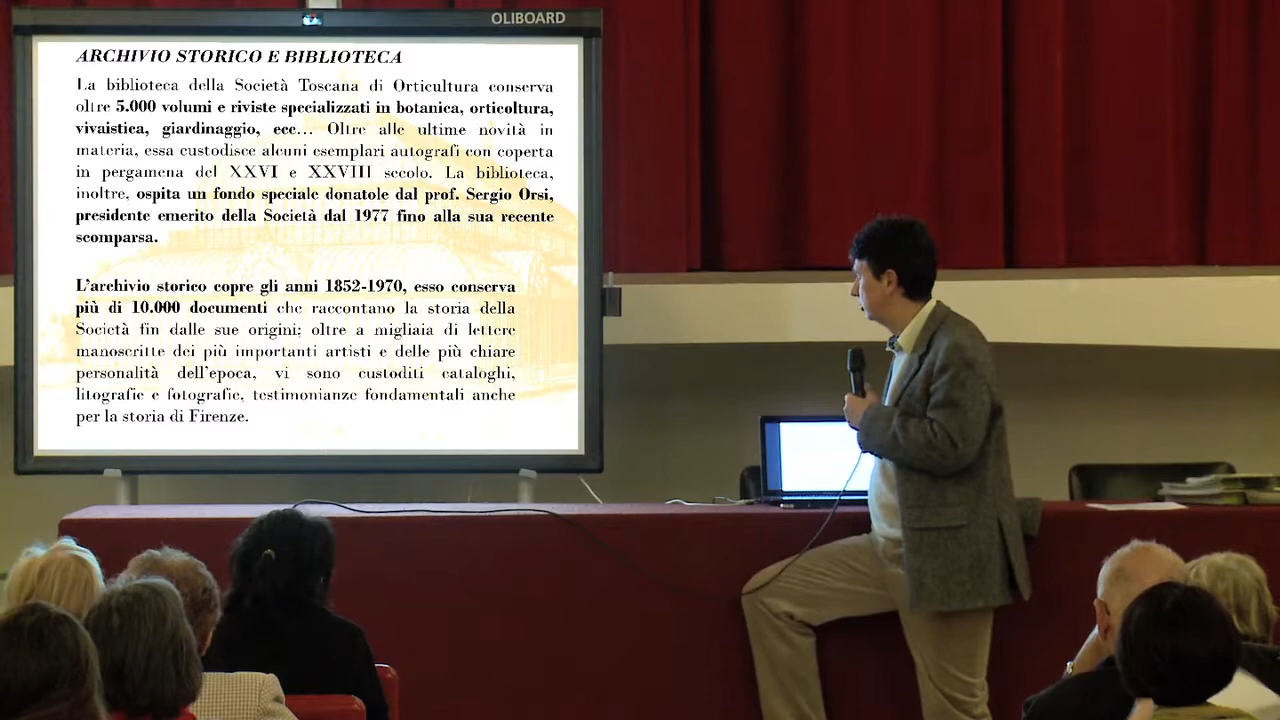 OLIBOARD
ARCHIVIO STORICO E BIBLIOTECA
La biblioteca della Società Toscana di Orticultura conserva
oltre 5.000 volumi e riviste specializzati in botanica, orticoltura,
vivaistica, giardinaggio, ecc... Oltre alle ultime novità in
materia, essa custodisce alcuni esemplari autografi con coperta
in pergamena del XXVI e XXVIII secolo. La biblioteca,
inoltre, ospita un fondo speciale donatole dal prof. Sergio Orsi,
presidente emerito della Società dal 1977 fino alla sua recente
scomparsa.
L'archivio storico copre gli anni 1852-1970, esso conserva
più di 10.000 documenti che raccontano la storia della
Società fin dalle sue origini; oltre a migliaia di lettere
manoscritte dei più importanti artisti e delle più chiare
personalità dell'epoca, vi sono custoditi cataloghi,
litografie e fotografie, testimonianze fondamentali anche
per la storia di Firenze.